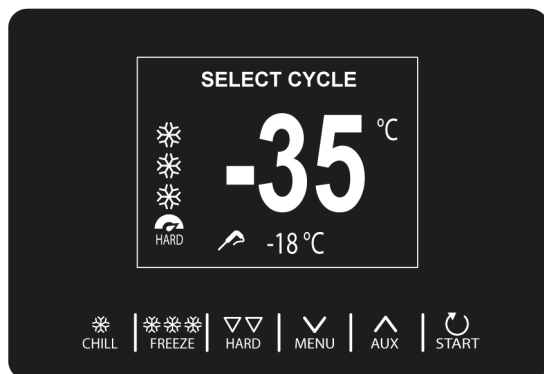 SELECT CYCLE
-35 °C
HARD
-18 °C
CHILL FREEZE HARD MENU AUX START